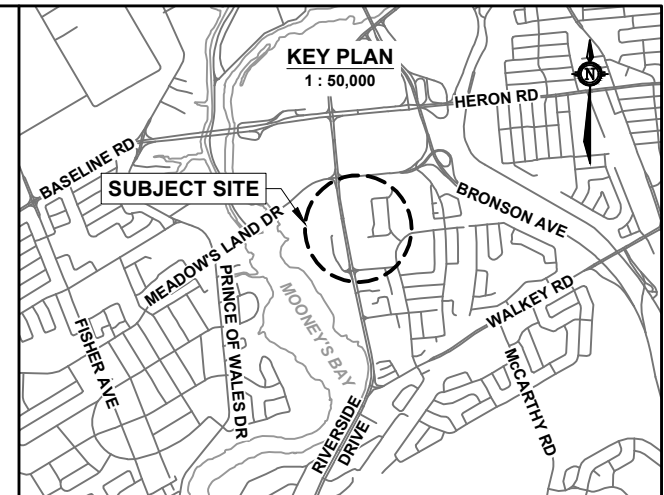 KEY PLAN
1 : 50,000
N
HERON RD
BASELINE RD
SUBJECT SITE
BRONSON AVE
MEADOW'S LAND DR
PRINCE OF WALES DR
MOONEY'S BAY
WALKEY RD
FISHER AVE
McCARTHY RD
RIVERSIDE
DRIVE